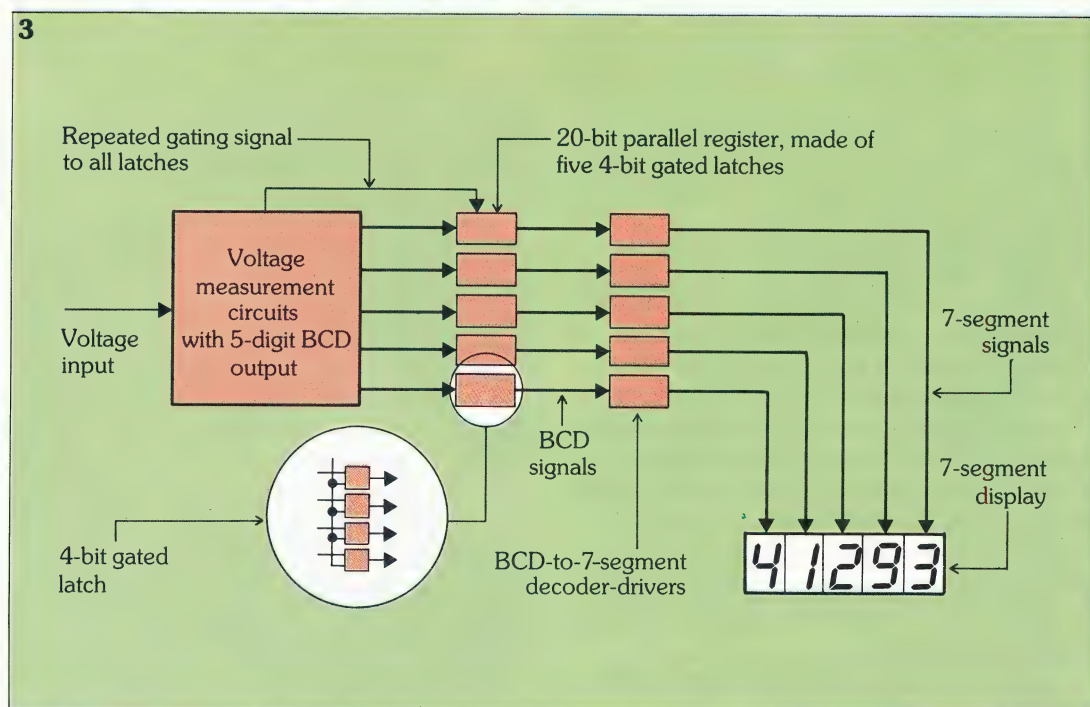 3
Repeated gating signal
to all latches
20-bit parallel register, made of
five 4-bit gated latches
Voltage
measurement
circuits
with 5-digit BCD
output
Voltage
input
7-segment
signals
BCD
signals
7-segment
display
4-bit gated
latch
BCD-to-7-segment
decoder-drivers
41293